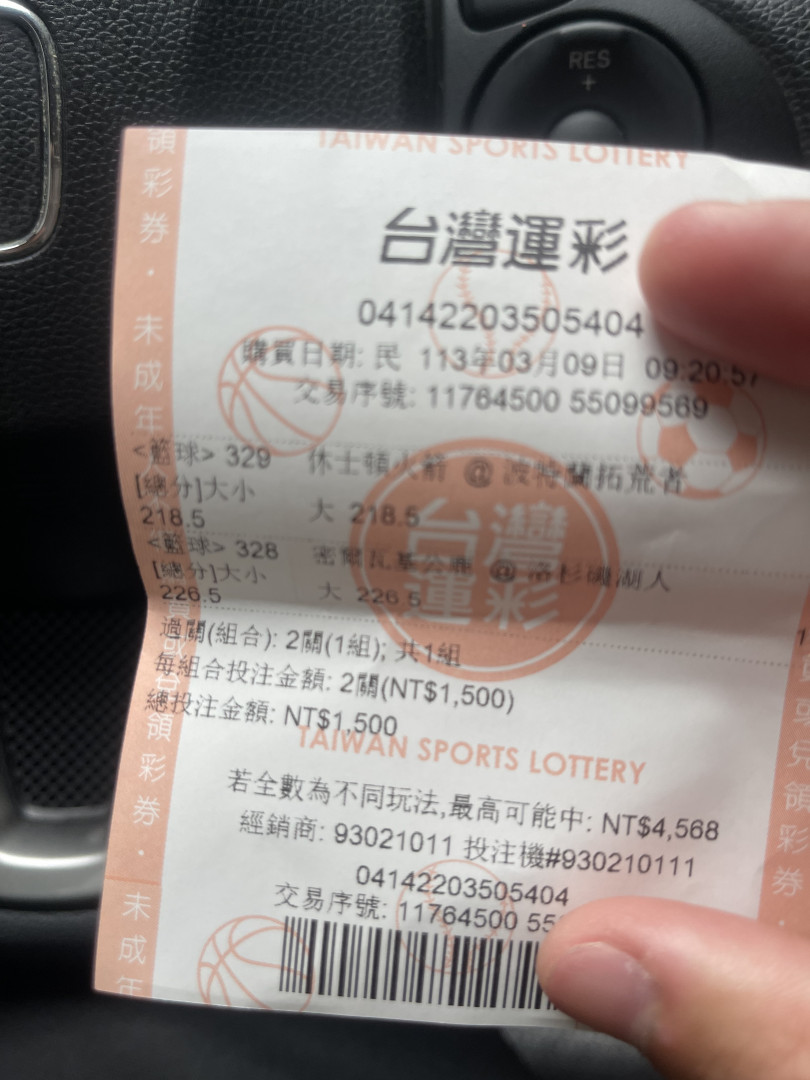 RES
+
TAIWAN SPORTS LOTTERY
台灣運彩
04142203505404
購買日期: 民 113年03月09日 09:20:57
交易序號: 11764500 55099569
<籃球> 329 休士頓火箭 @ 波特蘭拓荒者
[總分]大小
218.5 大 218.5
<籃球> 328 密爾瓦基公鹿 @ 洛杉磯湖人
[總分]大小
226.5 大 226.5
台灣
運彩
過關(組合): 2關(1組); 共1組
每組合投注金額: 2關(NT$1,500)
總投注金額: NT$1,500
TAIWAN SPORTS LOTTERY
若全數為不同玩法,最高可能中: NT$4,568
經銷商: 93021011 投注機#930210111
04142203505404
交易序號: 11764500 55
領彩券・未成年
領彩券・未成年
兌領彩券・